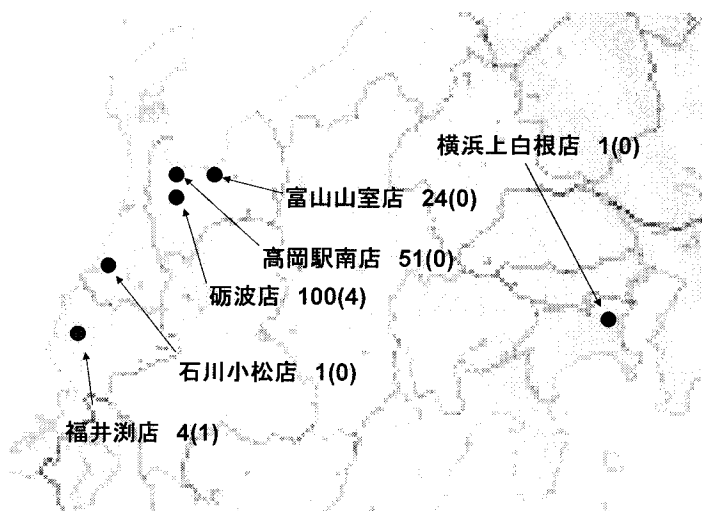 横浜上白根店 1(0)
富山山室店 24(0)
高岡駅南店 51(0)
砺波店 100(4)
石川小松店 1(0)
福井渕店 4(1)